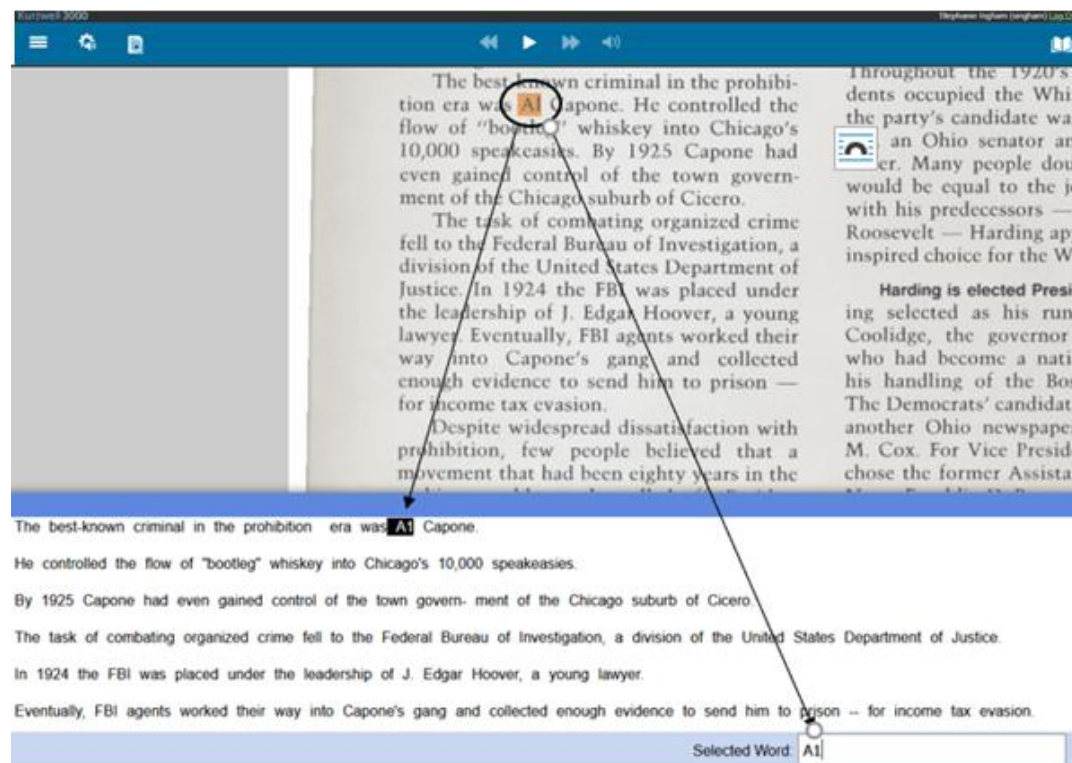 Kurzweil 3000
Stephanie Ingham (singham) Log O
The best-known criminal in the prohibi-
tion era was Al Capone. He controlled the
flow of "bootleg" whiskey into Chicago's
10,000 speakeasies. By 1925 Capone had
even gained control of the town govern-
ment of the Chicago suburb of Cicero.
The task of combating organized crime
fell to the Federal Bureau of Investigation, a
division of the United States Department of
Justice. In 1924 the FBI was placed under
the leadership of J. Edgar Hoover, a young
lawyer. Eventually, FBI agents worked their
way into Capone's gang and collected
enough evidence to send him to prison —
for income tax evasion.
Despite widespread dissatisfaction with
prohibition, few people believed that a
movement that had been eighty years in the
Throughout the 1920's
dents occupied the Whi
the party's candidate wa
an Ohio senator an
er. Many people dou
would be equal to the j
with his predecessors —
Roosevelt — Harding ap
inspired choice for the W
Harding is elected Presi
ing selected as his run
Coolidge, the governor
who had become a nati
his handling of the Bos
The Democrats' candidat
another Ohio newspape
M. Cox. For Vice Preside
chose the former Assista
The best-known criminal in the prohibition era was A1 Capone.
He controlled the flow of "bootleg" whiskey into Chicago's 10,000 speakeasies.
By 1925 Capone had even gained control of the town govern- ment of the Chicago suburb of Cicero.
The task of combating organized crime fell to the Federal Bureau of Investigation, a division of the United States Department of Justice.
In 1924 the FBI was placed under the leadership of J. Edgar Hoover, a young lawyer.
Eventually, FBI agents worked their way into Capone's gang and collected enough evidence to send him to prison -- for income tax evasion.
Selected Word: A1